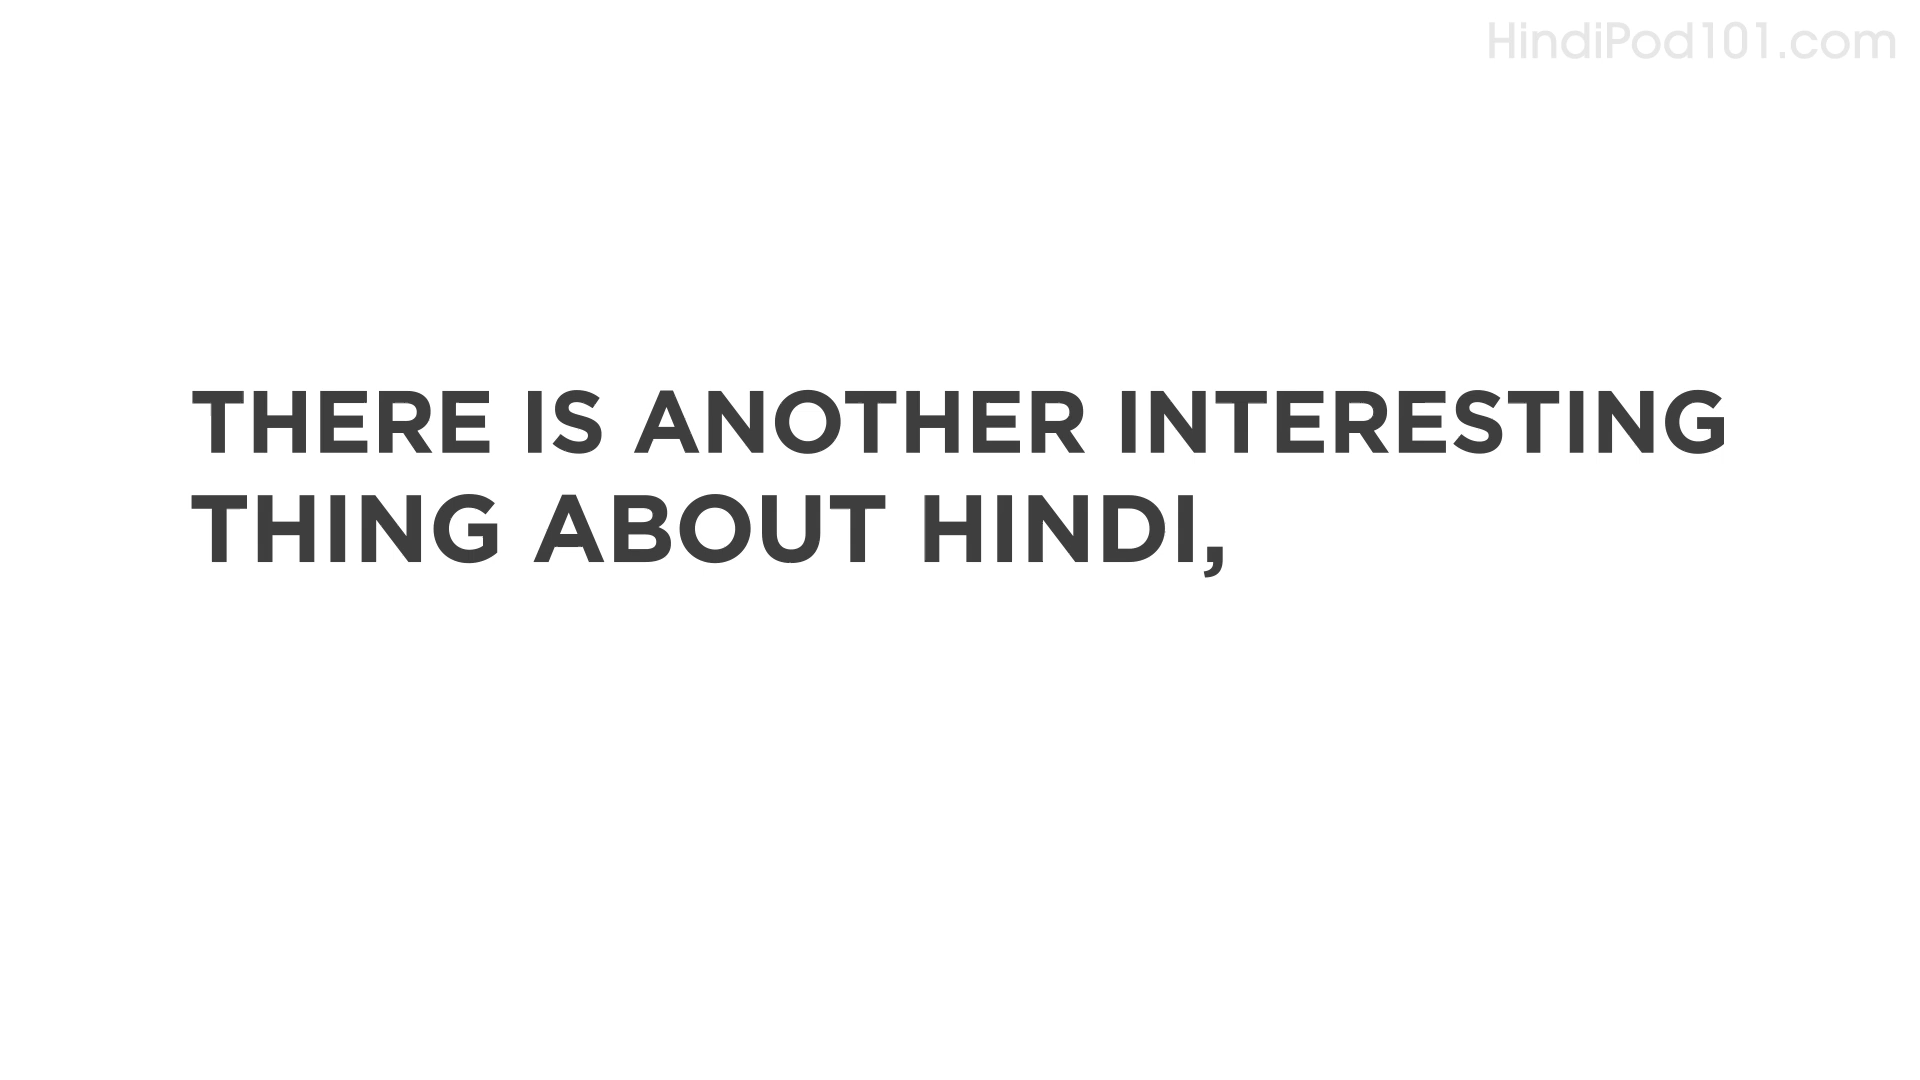 HindiPod101.com
THERE IS ANOTHER INTERESTING
THING ABOUT HINDI,